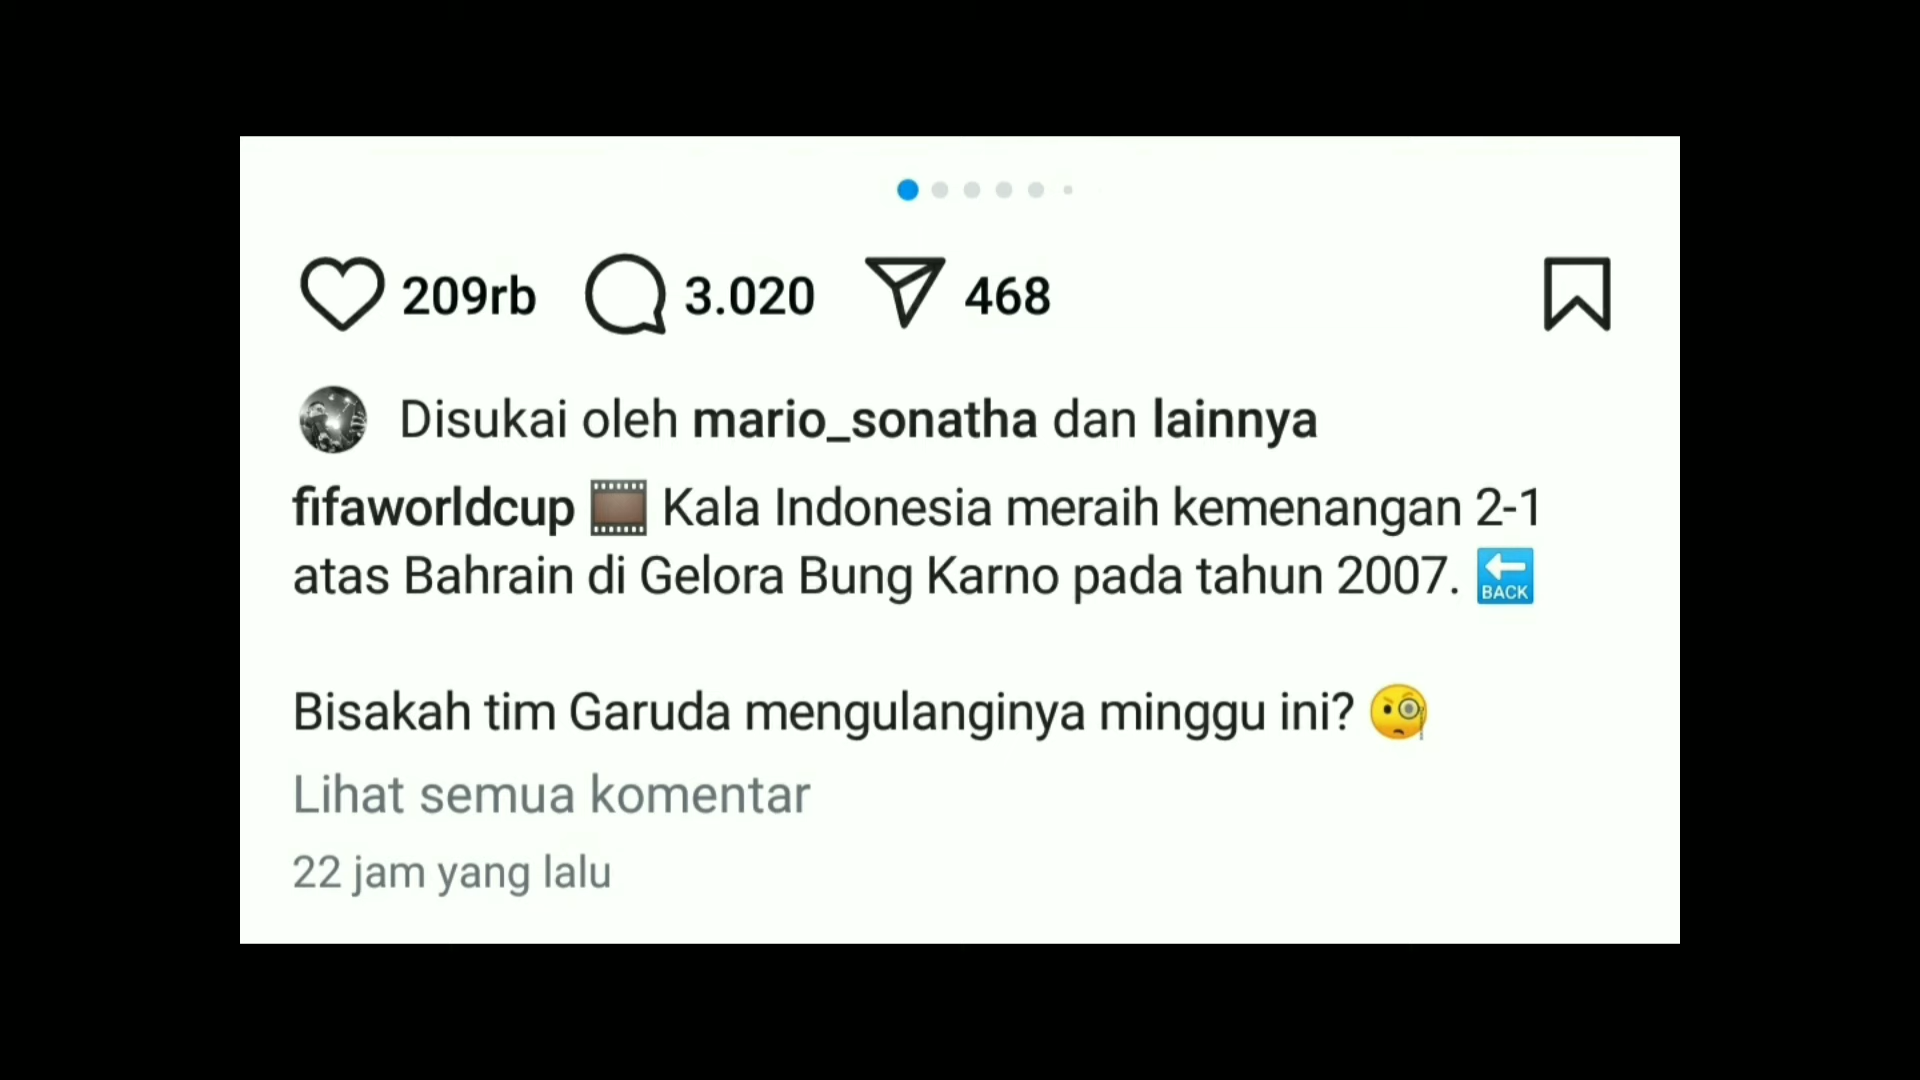 209rb 3.020 468
Disukai oleh mario_sonatha dan lainnya
fifaworldcup 🎞️ Kala Indonesia meraih kemenangan 2-1
atas Bahrain di Gelora Bung Karno pada tahun 2007. 🔙
Bisakah tim Garuda mengulanginya minggu ini? 🧐
Lihat semua komentar
22 jam yang lalu